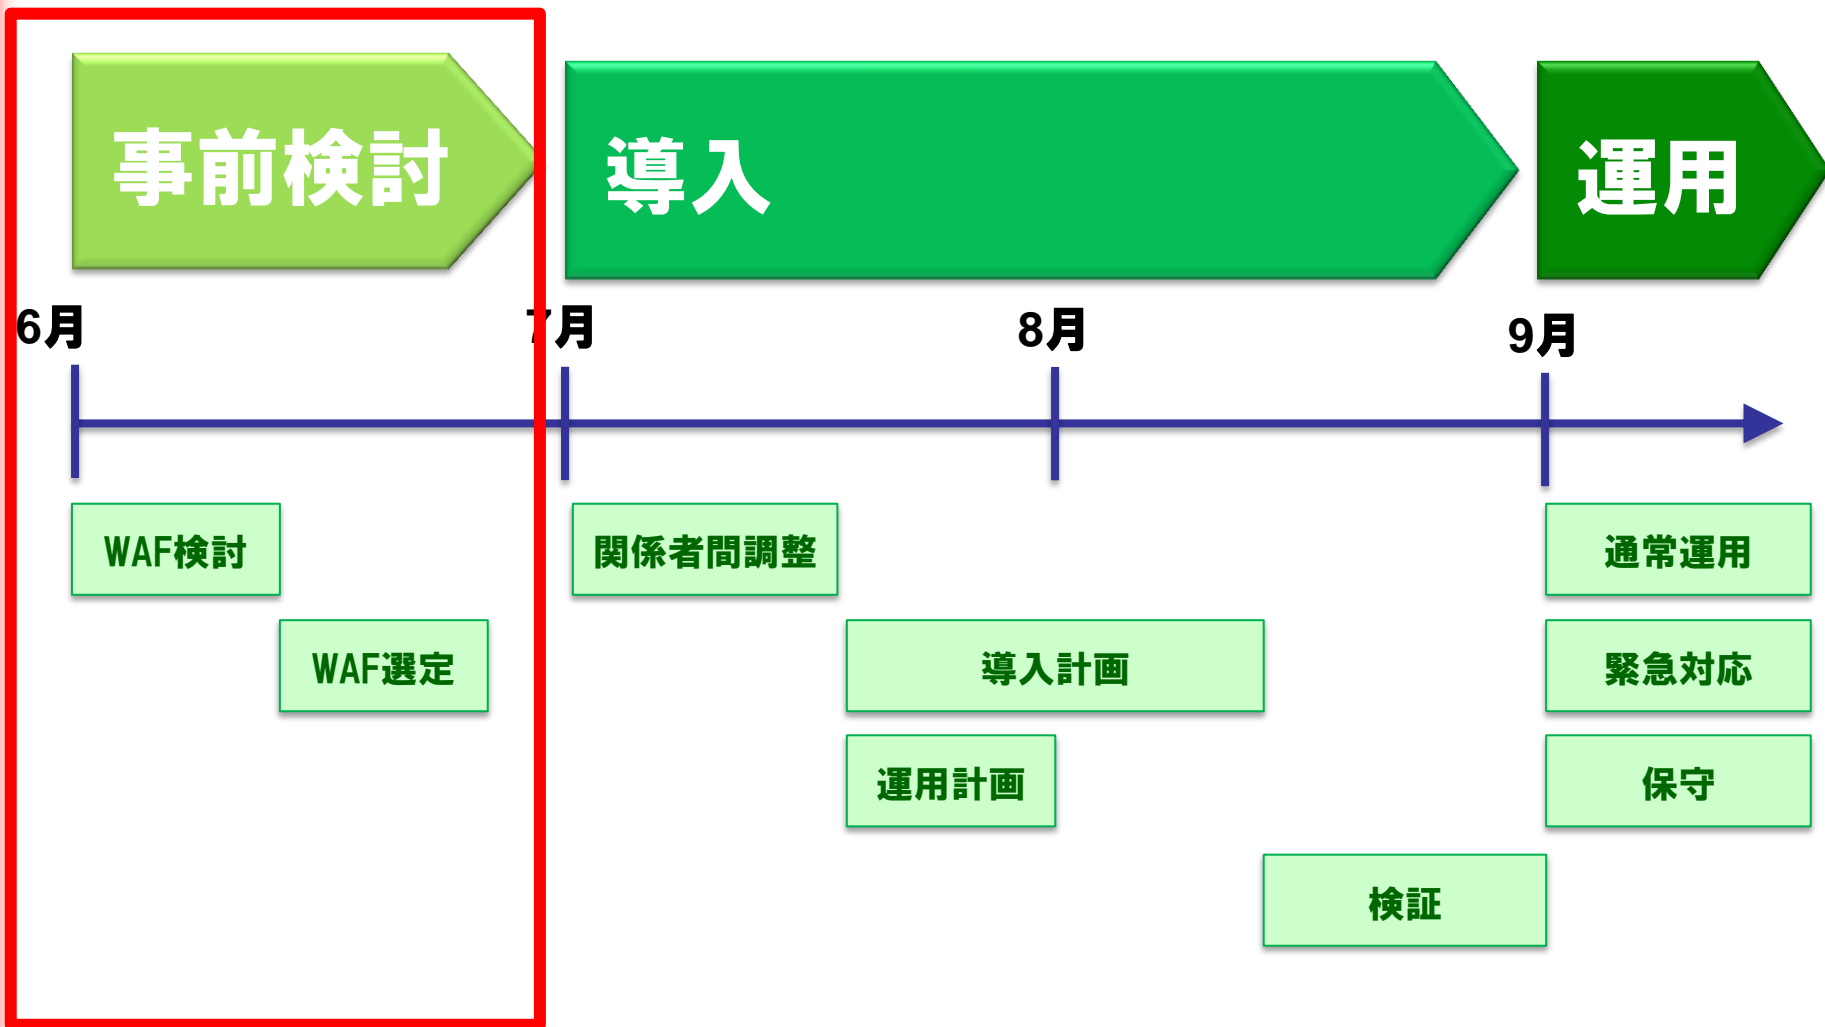 事前検討
導入
運用
6月
7月
8月
9月
WAF検討
関係者間調整
通常運用
WAF選定
導入計画
緊急対応
運用計画
保守
検証